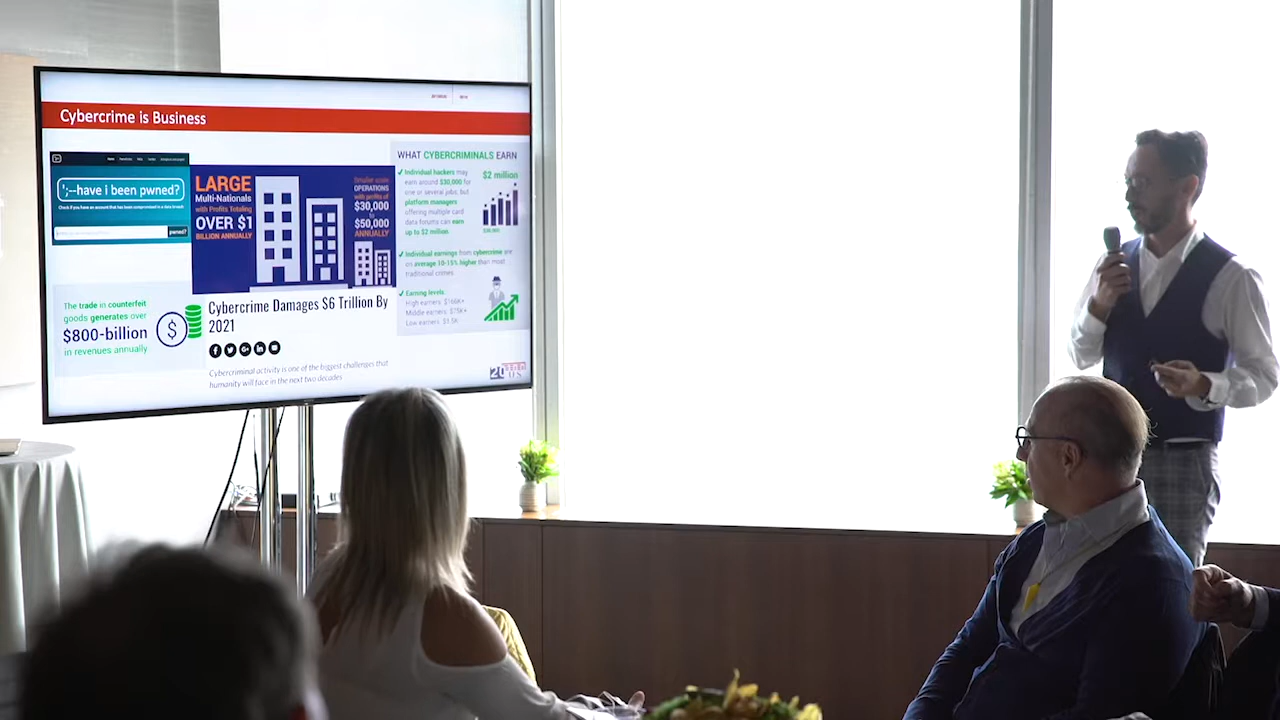 Cybercrime is Business
';--have i been pwned?
Check if you have an account that has been compromised in a data breach
pwned?
LARGE
Multi-Nationals
with Profits Totaling
OVER $1
BILLION ANNUALLY
Smaller scale
OPERATIONS
with profits of
$30,000
to
$50,000
ANNUALLY
WHAT CYBERCRIMINALS EARN
Individual hackers may
earn around $30,000 for
one or several jobs, but
platform managers
offering multiple card
data forums can earn
up to $2 million
$2 million
$30,000
Individual earnings from cybercrime are
on average 10-15% higher than most
traditional crimes
Earning levels:
High earners: $166K+
Middle earners: $75K+
Low earners: $1.5K
The trade in counterfeit
goods generates over
$800-billion
in revenues annually
$
Cybercrime Damages $6 Trillion By
2021
Cybercriminal activity is one of the biggest challenges that
humanity will face in the next two decades